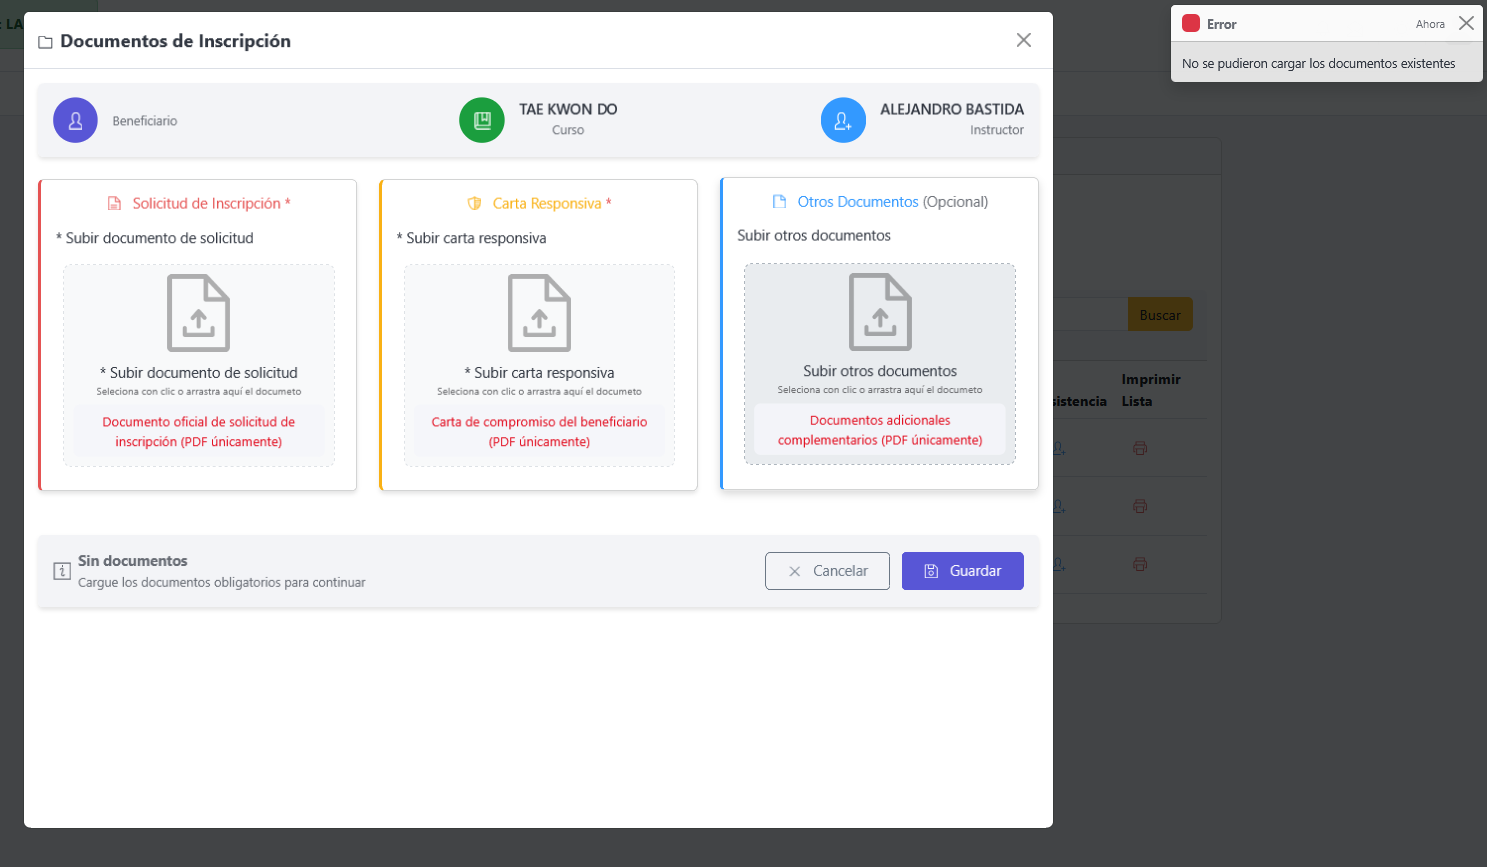 : LA
Documentos de Inscripción
Error
Ahora
No se pudieron cargar los documentos existentes
Beneficiario
TAE KWON DO
Curso
ALEJANDRO BASTIDA
Instructor
Solicitud de Inscripción *
* Subir documento de solicitud
* Subir documento de solicitud
Selecciona con clic o arrastra aquí el documeto
Documento oficial de solicitud de
inscripción (PDF únicamente)
Carta Responsiva *
* Subir carta responsiva
* Subir carta responsiva
Selecciona con clic o arrastra aquí el documeto
Carta de compromiso del beneficiario
(PDF únicamente)
Otros Documentos (Opcional)
Subir otros documentos
Subir otros documentos
Selecciona con clic o arrastra aquí el documeto
Documentos adicionales
complementarios (PDF únicamente)
Buscar
sistencia
Imprimir
Lista
Sin documentos
Cargue los documentos obligatorios para continuar
Cancelar
Guardar